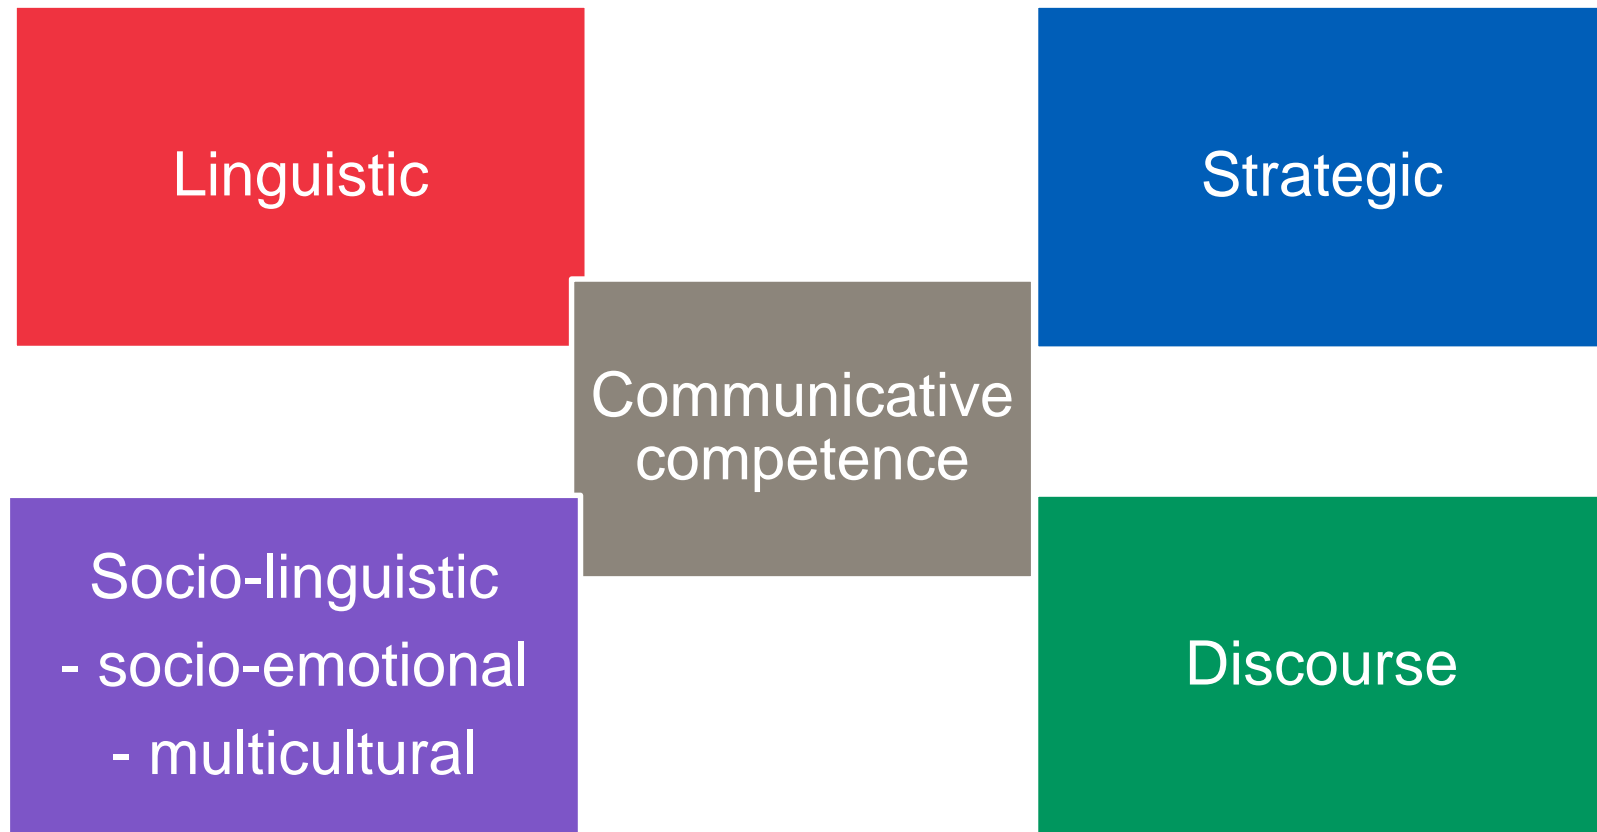 Linguistic
Strategic
Communicative
competence
Socio-linguistic
- socio-emotional
- multicultural
Discourse